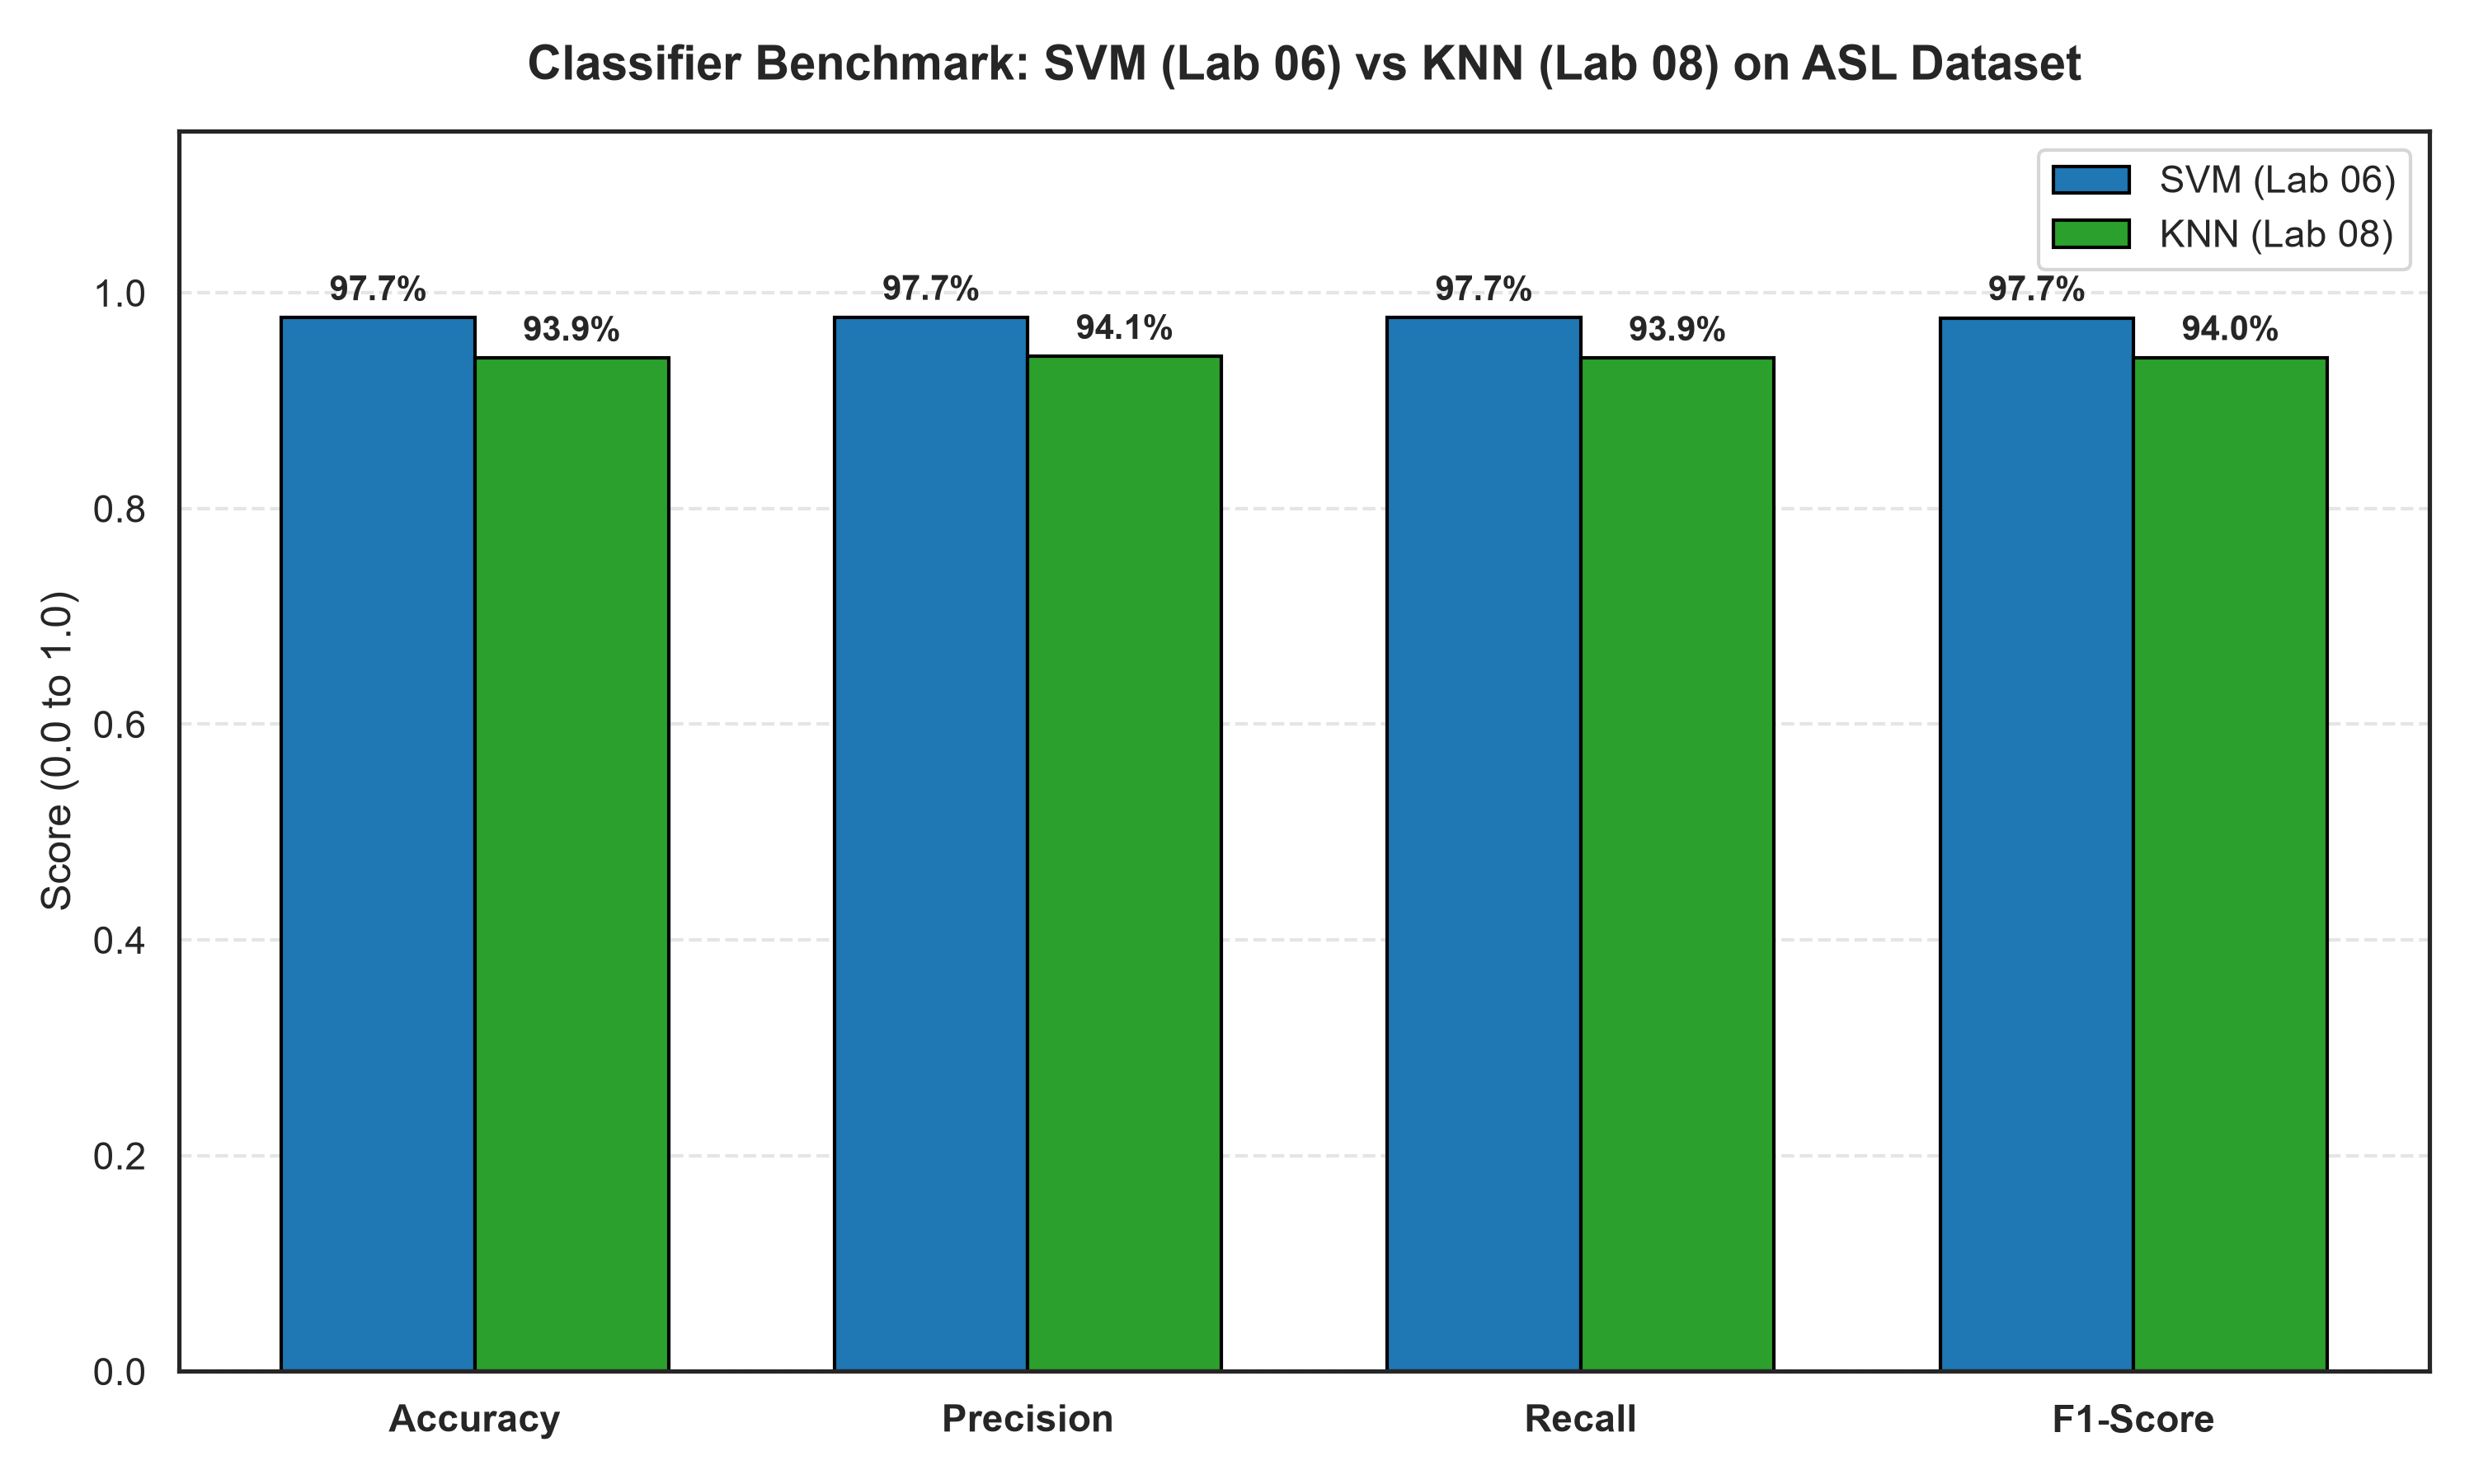 Classifier Benchmark: SVM (Lab 06) vs KNN (Lab 08) on ASL Dataset
SVM (Lab 06)
KNN (Lab 08)
97.7%
93.9%
97.7%
94.1%
97.7%
93.9%
97.7%
94.0%
Score (0.0 to 1.0)
1.0
0.8
0.6
0.4
0.2
0.0
Accuracy
Precision
Recall
F1-Score